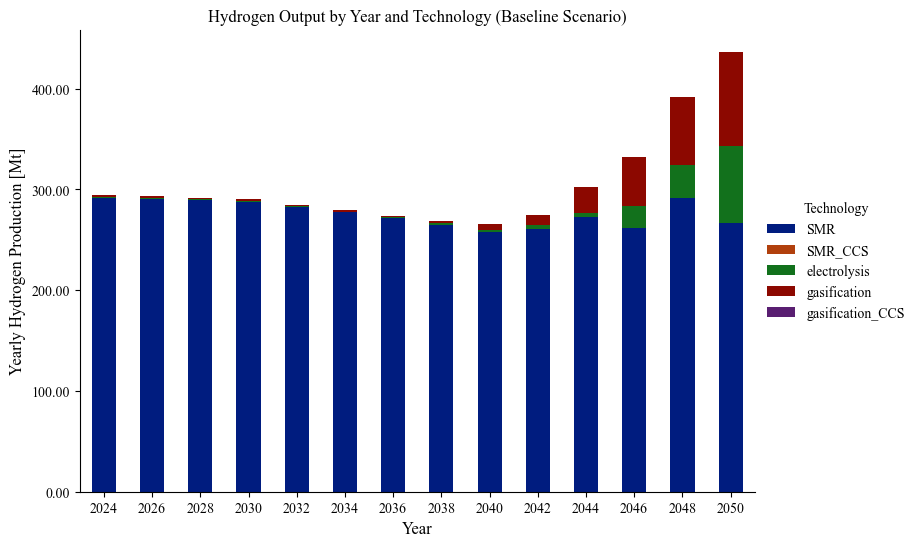 Hydrogen Output by Year and Technology (Baseline Scenario)
Yearly Hydrogen Production [Mt]
400.00
300.00
200.00
100.00
0.00
2024 2026 2028 2030 2032 2034 2036 2038 2040 2042 2044 2046 2048 2050
Year
Technology
SMR
SMR_CCS
electrolysis
gasification
gasification_CCS